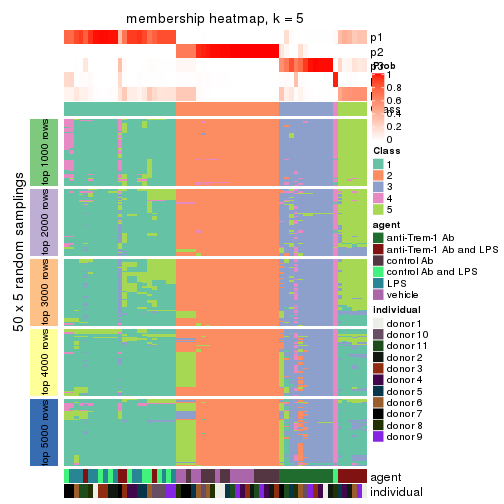 membership heatmap, k = 5
p1
p2
p3
Prob
1
0.8
0.6
0.4
0.2
0
Class
1
2
3
4
5
agent
anti-Trem-1 Ab
anti-Trem-1 Ab and LPS
control Ab
control Ab and LPS
LPS
vehicle
individual
donor 1
donor 10
donor 11
donor 2
donor 3
donor 4
donor 5
donor 6
donor 7
donor 8
donor 9
50 x 5 random samplings
top 1000 rows
top 2000 rows
top 3000 rows
top 4000 rows
top 5000 rows
agent
individual